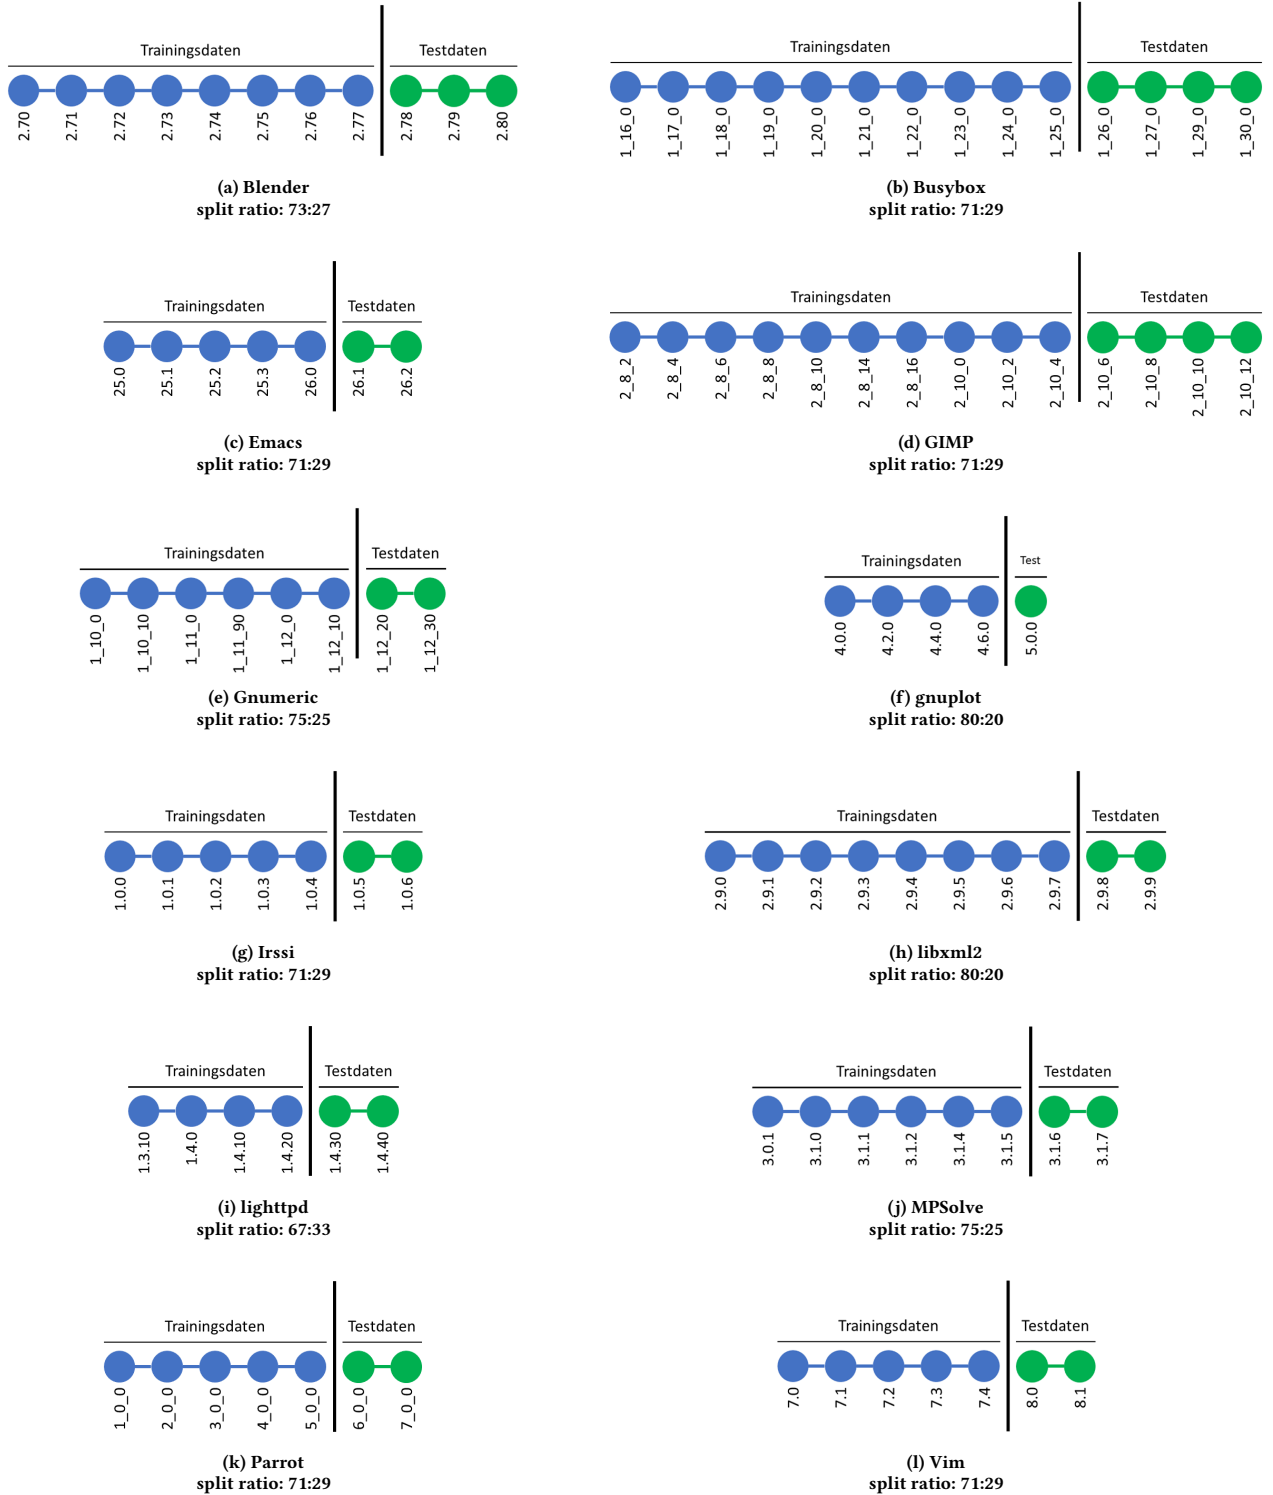 Trainingsdaten Testdaten
2.70 2.71 2.72 2.73 2.74 2.75 2.76 2.77 2.78 2.79 2.80
(a) Blender
split ratio: 73:27
Trainingsdaten Testdaten
1_16_0 1_17_0 1_18_0 1_19_0 1_20_0 1_21_0 1_22_0 1_23_0 1_24_0 1_25_0 1_26_0 1_27_0 1_29_0 1_30_0
(b) Busybox
split ratio: 71:29
Trainingsdaten Testdaten
25.0 25.1 25.2 25.3 26.0 26.1 26.2
(c) Emacs
split ratio: 71:29
Trainingsdaten Testdaten
2_8_2 2_8_4 2_8_6 2_8_8 2_8_10 2_8_14 2_8_16 2_10_0 2_10_2 2_10_4 2_10_6 2_10_8 2_10_10 2_10_12
(d) GIMP
split ratio: 71:29
Trainingsdaten Testdaten
1_10_0 1_10_10 1_11_0 1_11_90 1_12_0 1_12_10 1_12_20 1_12_30
(e) Gnumeric
split ratio: 75:25
Trainingsdaten Test
4.0.0 4.2.0 4.4.0 4.6.0 5.0.0
(f) gnuplot
split ratio: 80:20
Trainingsdaten Testdaten
1.0.0 1.0.1 1.0.2 1.0.3 1.0.4 1.0.5 1.0.6
(g) Irssi
split ratio: 71:29
Trainingsdaten Testdaten
2.9.0 2.9.1 2.9.2 2.9.3 2.9.4 2.9.5 2.9.6 2.9.7 2.9.8 2.9.9
(h) libxml2
split ratio: 80:20
Trainingsdaten Testdaten
1.3.10 1.4.0 1.4.10 1.4.20 1.4.30 1.4.40
(i) lighttpd
split ratio: 67:33
Trainingsdaten Testdaten
3.0.1 3.1.0 3.1.1 3.1.2 3.1.4 3.1.5 3.1.6 3.1.7
(j) MPSolve
split ratio: 75:25
Trainingsdaten Testdaten
1_0_0 2_0_0 3_0_0 4_0_0 5_0_0 6_0_0 7_0_0
(k) Parrot
split ratio: 71:29
Trainingsdaten Testdaten
7.0 7.1 7.2 7.3 7.4 8.0 8.1
(l) Vim
split ratio: 71:29